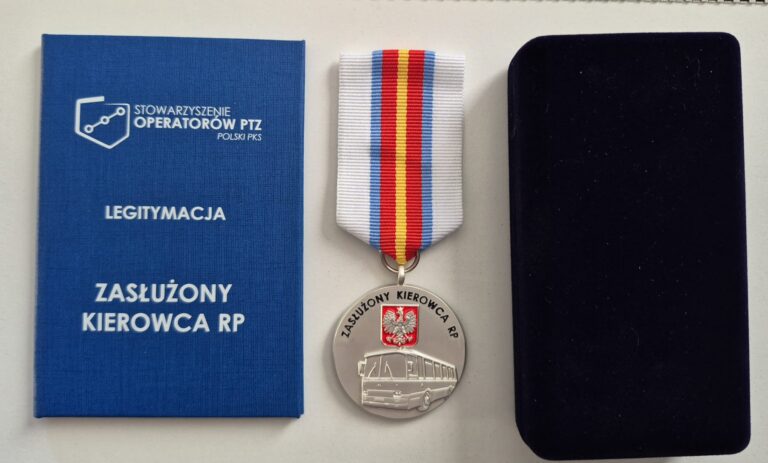 STOWARZYSZENIE
OPERATORÓW PTZ
POLSKI PKS
LEGITYMACJA
ZASŁUŻONY
KIEROWCA RP
ZASŁUŻONY KIEROWCA RP